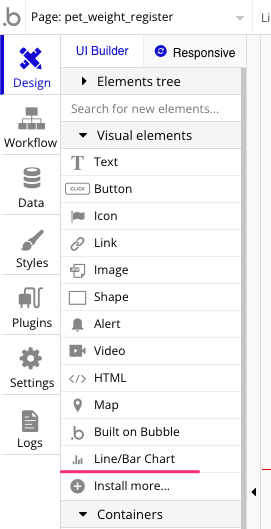 Page: pet_weight_register
Li
UI Builder
Responsive
Design
Workflow
Data
Styles
Plugins
Settings
Logs
Elements tree
Search for new elements...
Visual elements
Text
CLICK Button
Icon
Link
Image
Shape
Alert
Video
</> HTML
Map
Built on Bubble
Line/Bar Chart
Install more...
Containers